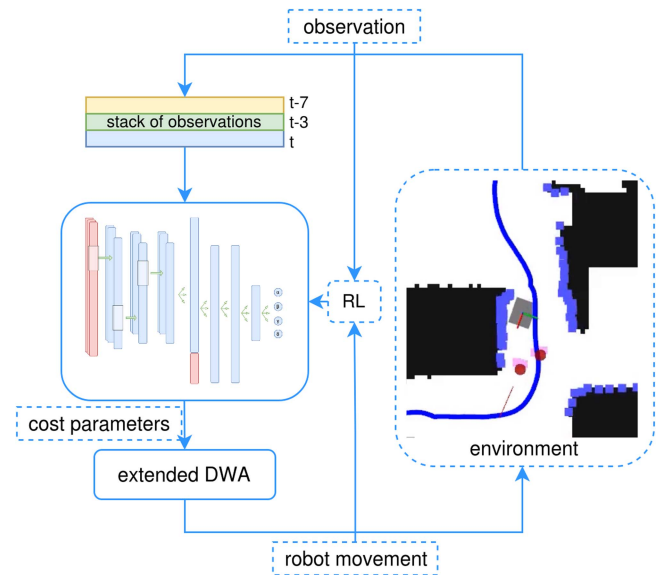 observation
t-7
stack of observations
t-3
t
RL
cost parameters
environment
extended DWA
robot movement